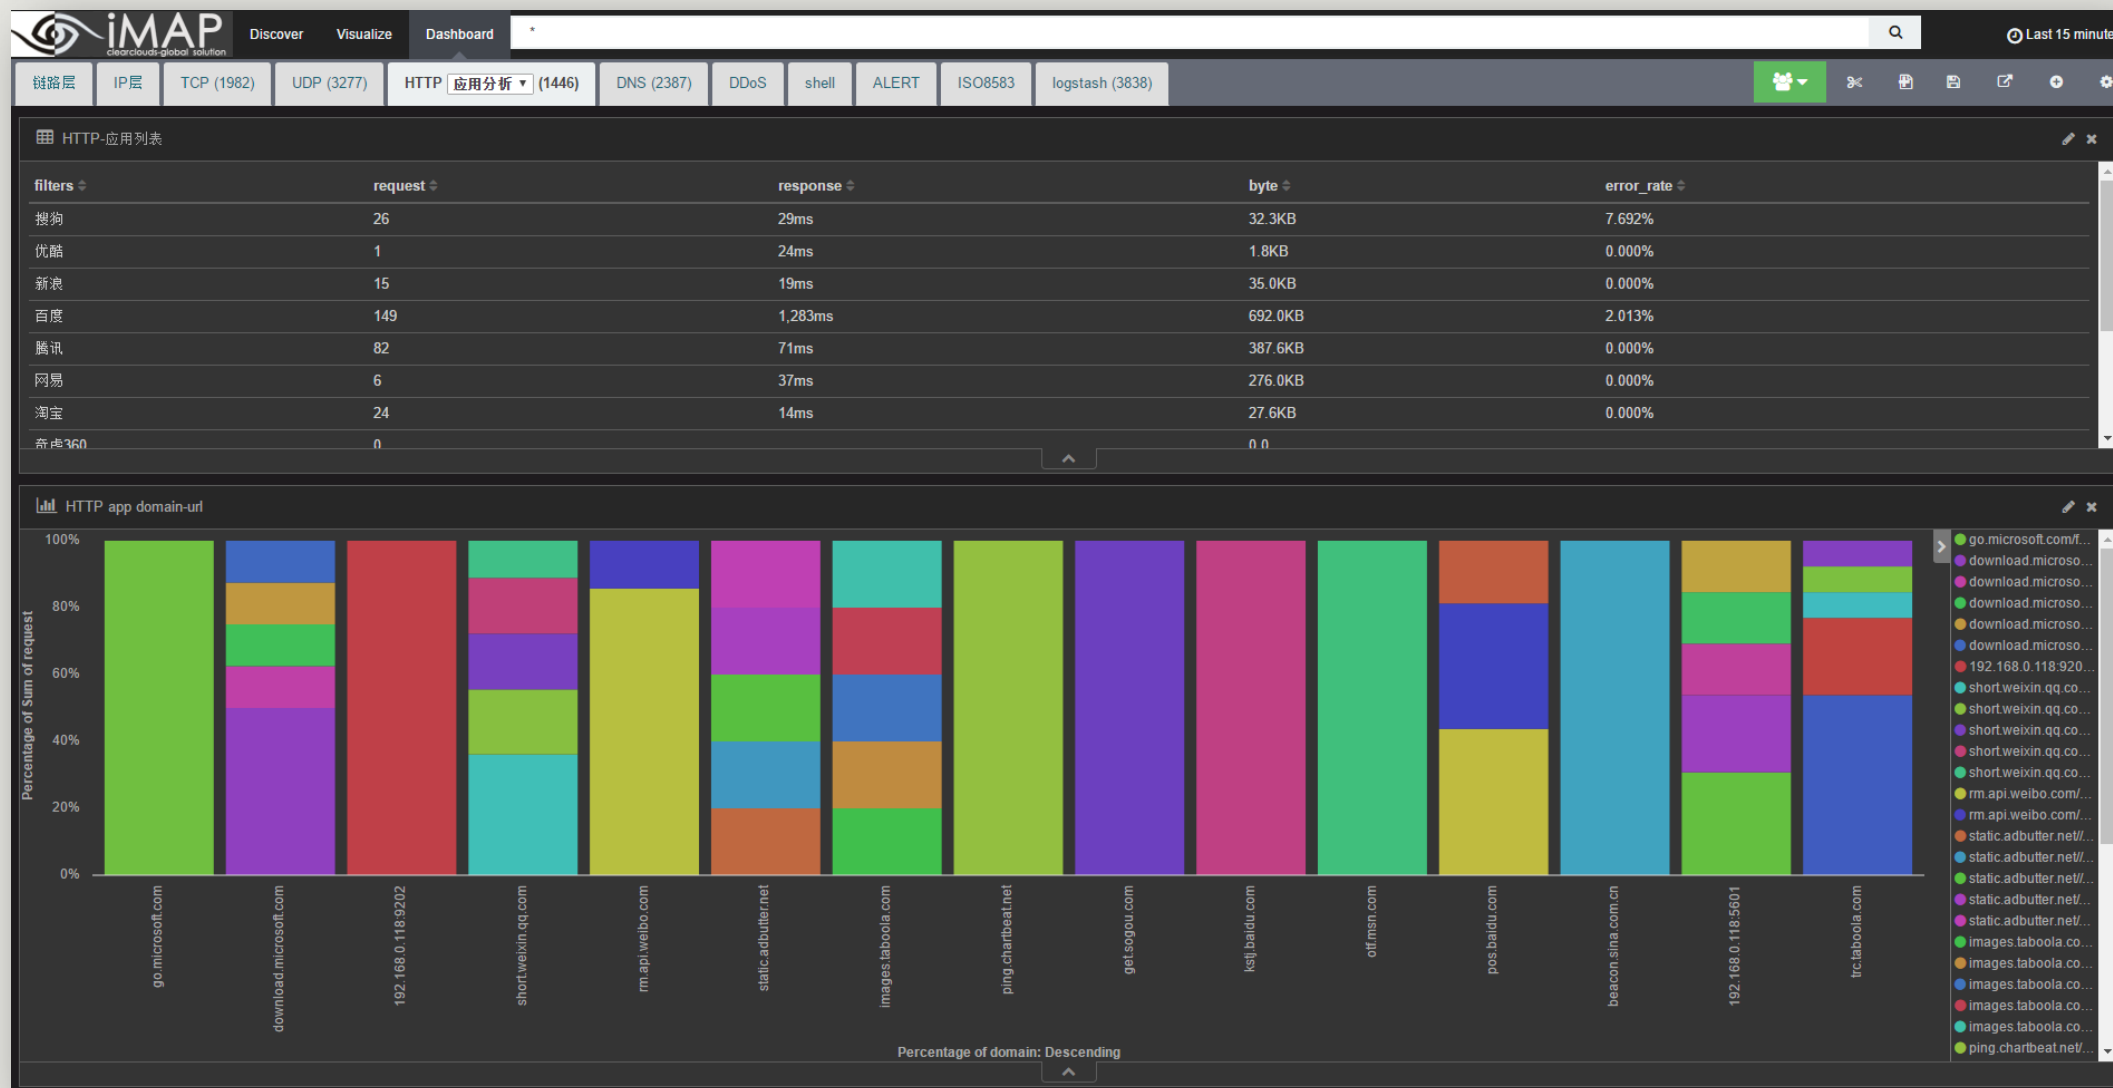 iMAP
clearclouds-global solution
Discover Visualize Dashboard * Last 15 minute
链路层 IP层 TCP (1982) UDP (3277) HTTP 应用分析 (1446) DNS (2387) DDoS shell ALERT ISO8583 logstash (3838)
HTTP-应用列表
filters request response byte error_rate
搜狗 26 29ms 32.3KB 7.692%
优酷 1 24ms 1.8KB 0.000%
新浪 15 19ms 35.0KB 0.000%
百度 149 1,283ms 692.0KB 2.013%
腾讯 82 71ms 387.6KB 0.000%
网易 6 37ms 276.0KB 0.000%
淘宝 24 14ms 27.6KB 0.000%
奇虎360 0 0.0
HTTP app domain-url
Percentage of Sum of request
100%
80%
60%
40%
20%
0%
go.microsoft.com
download.microsoft.com
192.168.0.118:9202
short.weixin.qq.com
rm.api.weibo.com
static.adbutter.net
images.taboola.com
ping.chartbeat.net
get.sogou.com
kstj.baidu.com
otf.msn.com
pos.baidu.com
beacon.sina.com.cn
192.168.0.118:5601
trc.taboola.com
Percentage of domain: Descending
go.microsoft.com/f...
download.microso...
download.microso...
download.microso...
download.microso...
download.microso...
192.168.0.118:920...
short.weixin.qq.co...
short.weixin.qq.co...
short.weixin.qq.co...
short.weixin.qq.co...
short.weixin.qq.co...
rm.api.weibo.com/...
rm.api.weibo.com/...
static.adbutter.net//...
static.adbutter.net//...
static.adbutter.net//...
static.adbutter.net/...
static.adbutter.net/...
images.taboola.co...
images.taboola.co...
images.taboola.co...
images.taboola.co...
images.taboola.co...
ping.chartbeat.net/...